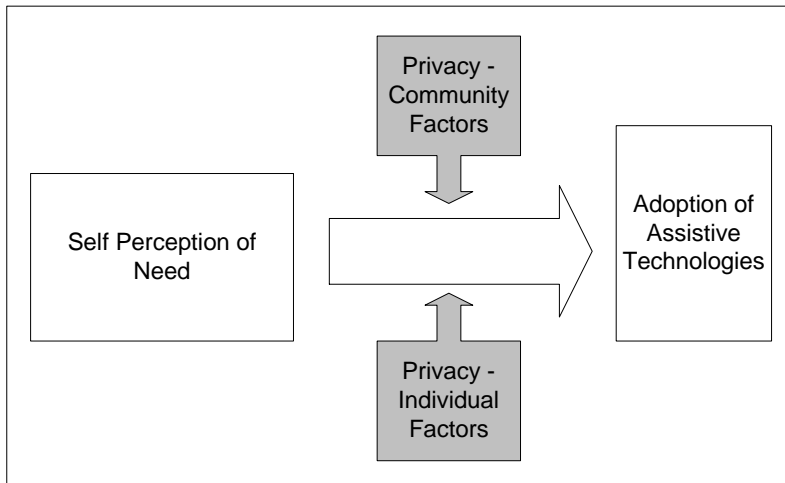 Privacy -
Community
Factors
Self Perception of
Need
Adoption of
Assistive
Technologies
Privacy -
Individual
Factors